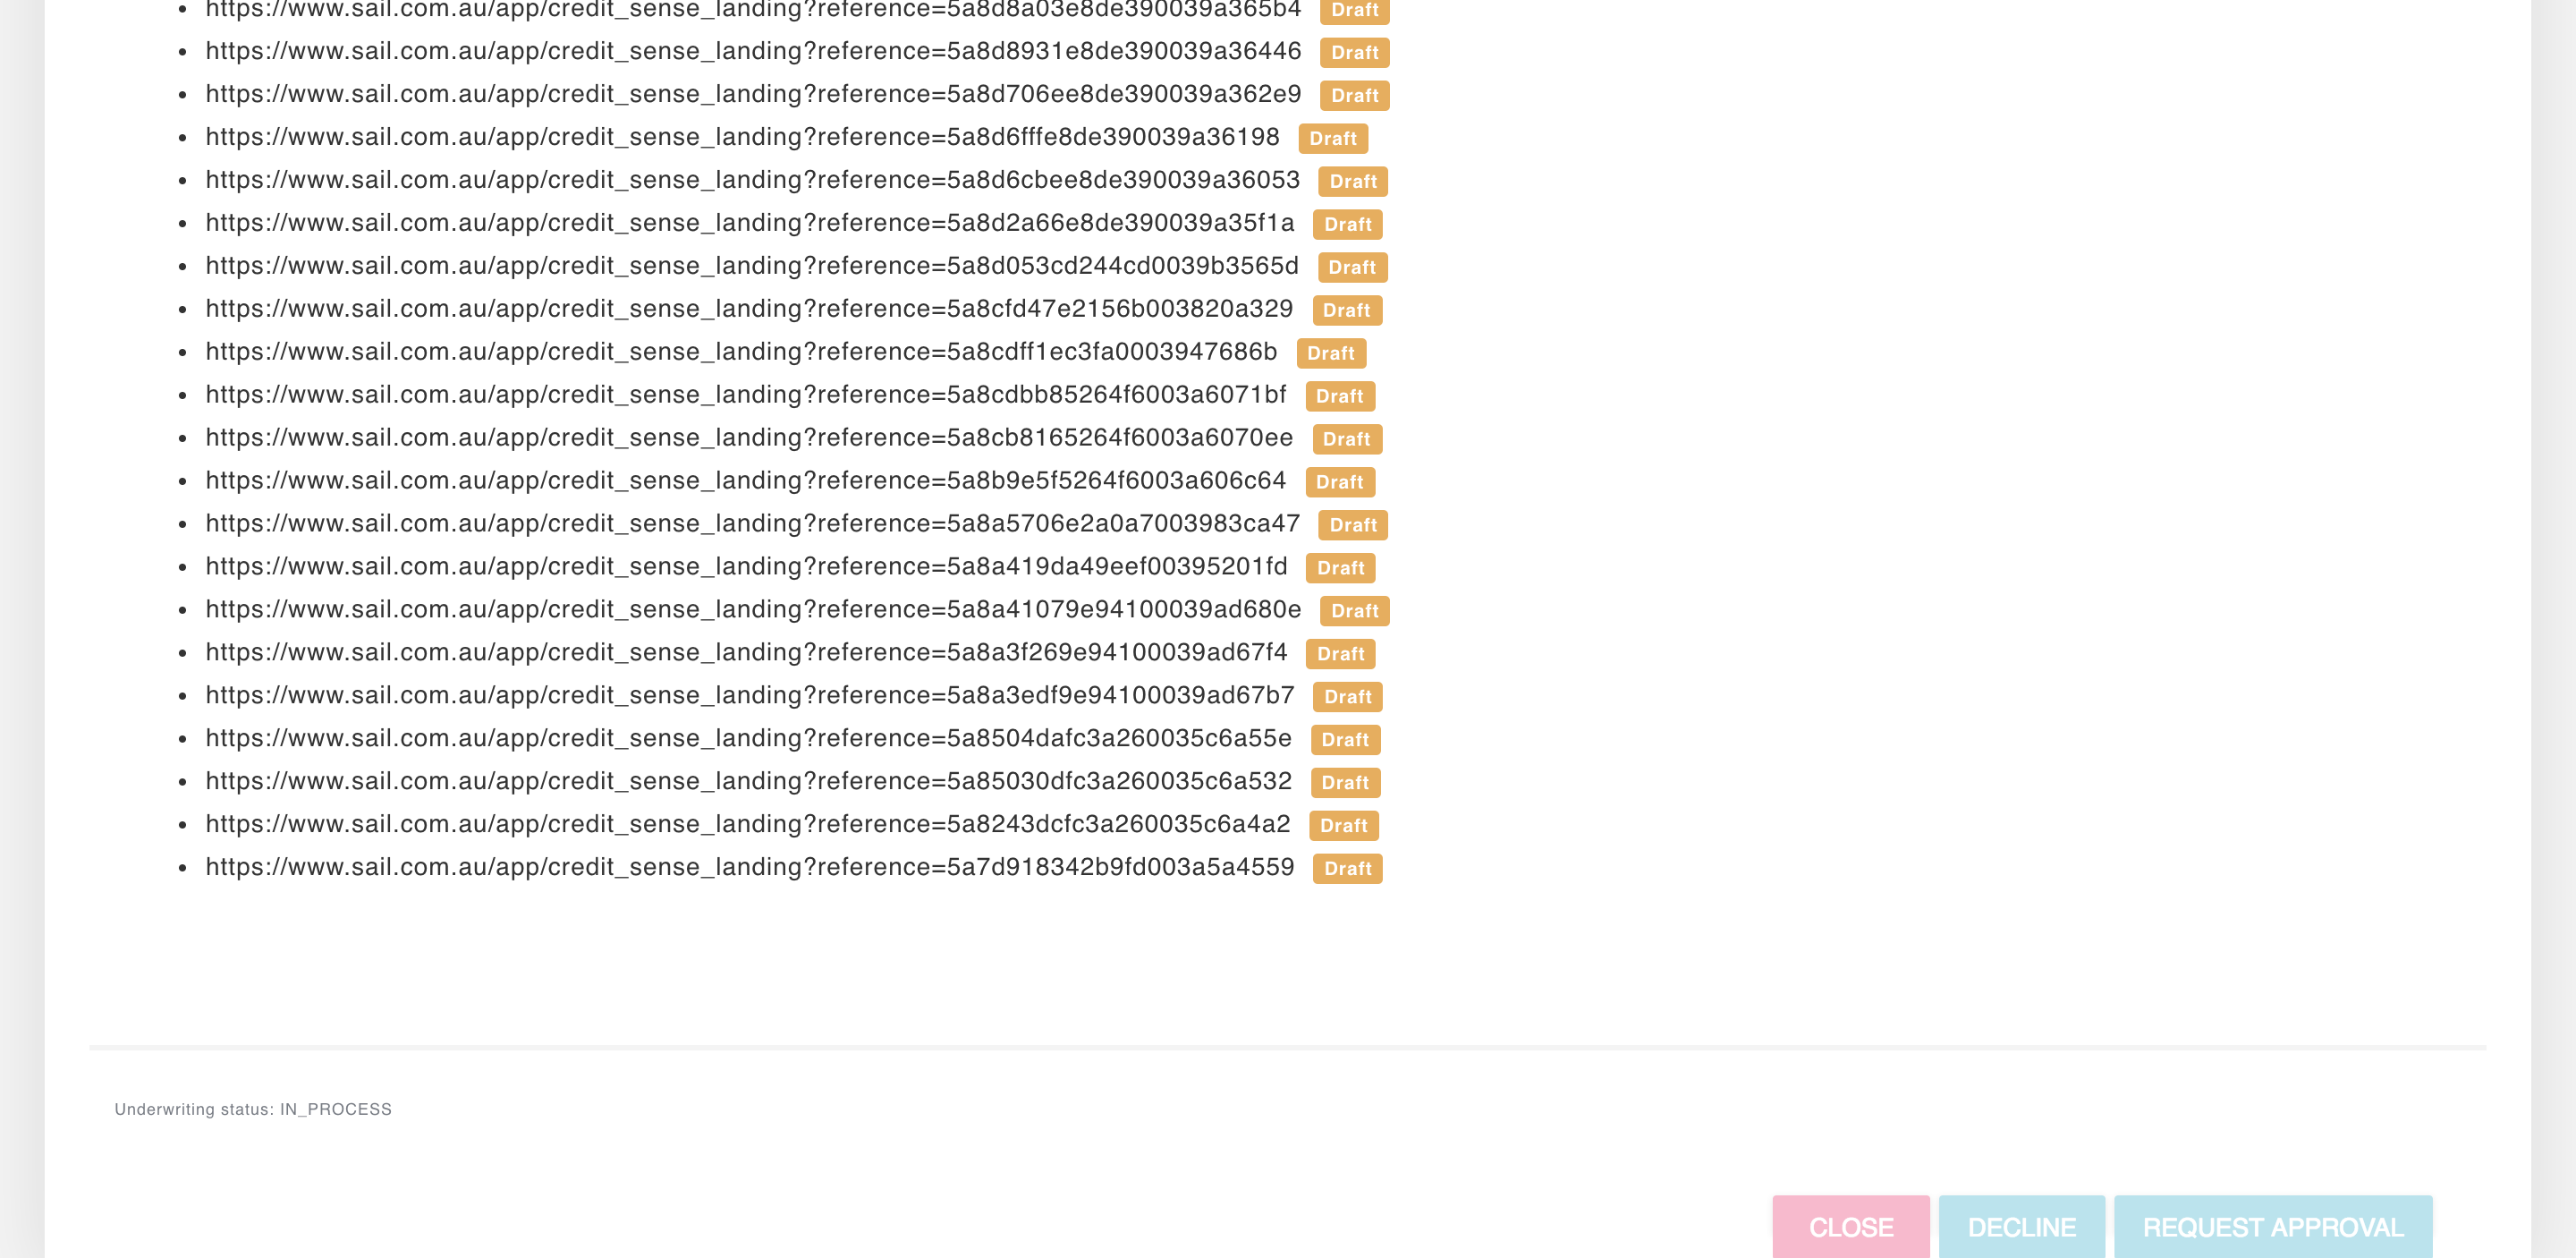 https://www.sail.com.au/app/credit_sense_landing?reference=5a8d8a03e8de390039a365b4 Draft
https://www.sail.com.au/app/credit_sense_landing?reference=5a8d8931e8de390039a36446 Draft
https://www.sail.com.au/app/credit_sense_landing?reference=5a8d706ee8de390039a362e9 Draft
https://www.sail.com.au/app/credit_sense_landing?reference=5a8d6fffe8de390039a36198 Draft
https://www.sail.com.au/app/credit_sense_landing?reference=5a8d6cbee8de390039a36053 Draft
https://www.sail.com.au/app/credit_sense_landing?reference=5a8d2a66e8de390039a35f1a Draft
https://www.sail.com.au/app/credit_sense_landing?reference=5a8d053cd244cd0039b3565d Draft
https://www.sail.com.au/app/credit_sense_landing?reference=5a8cfd47e2156b003820a329 Draft
https://www.sail.com.au/app/credit_sense_landing?reference=5a8cdff1ec3fa0003947686b Draft
https://www.sail.com.au/app/credit_sense_landing?reference=5a8cdbb85264f6003a6071bf Draft
https://www.sail.com.au/app/credit_sense_landing?reference=5a8cb8165264f6003a6070ee Draft
https://www.sail.com.au/app/credit_sense_landing?reference=5a8b9e5f5264f6003a606c64 Draft
https://www.sail.com.au/app/credit_sense_landing?reference=5a8a5706e2a0a7003983ca47 Draft
https://www.sail.com.au/app/credit_sense_landing?reference=5a8a419da49eef00395201fd Draft
https://www.sail.com.au/app/credit_sense_landing?reference=5a8a41079e94100039ad680e Draft
https://www.sail.com.au/app/credit_sense_landing?reference=5a8a3f269e94100039ad67f4 Draft
https://www.sail.com.au/app/credit_sense_landing?reference=5a8a3edf9e94100039ad67b7 Draft
https://www.sail.com.au/app/credit_sense_landing?reference=5a8504dafc3a260035c6a55e Draft
https://www.sail.com.au/app/credit_sense_landing?reference=5a85030dfc3a260035c6a532 Draft
https://www.sail.com.au/app/credit_sense_landing?reference=5a8243dcfc3a260035c6a4a2 Draft
https://www.sail.com.au/app/credit_sense_landing?reference=5a7d918342b9fd003a5a4559 Draft
Underwriting status: IN_PROCESS
CLOSE DECLINE REQUEST APPROVAL